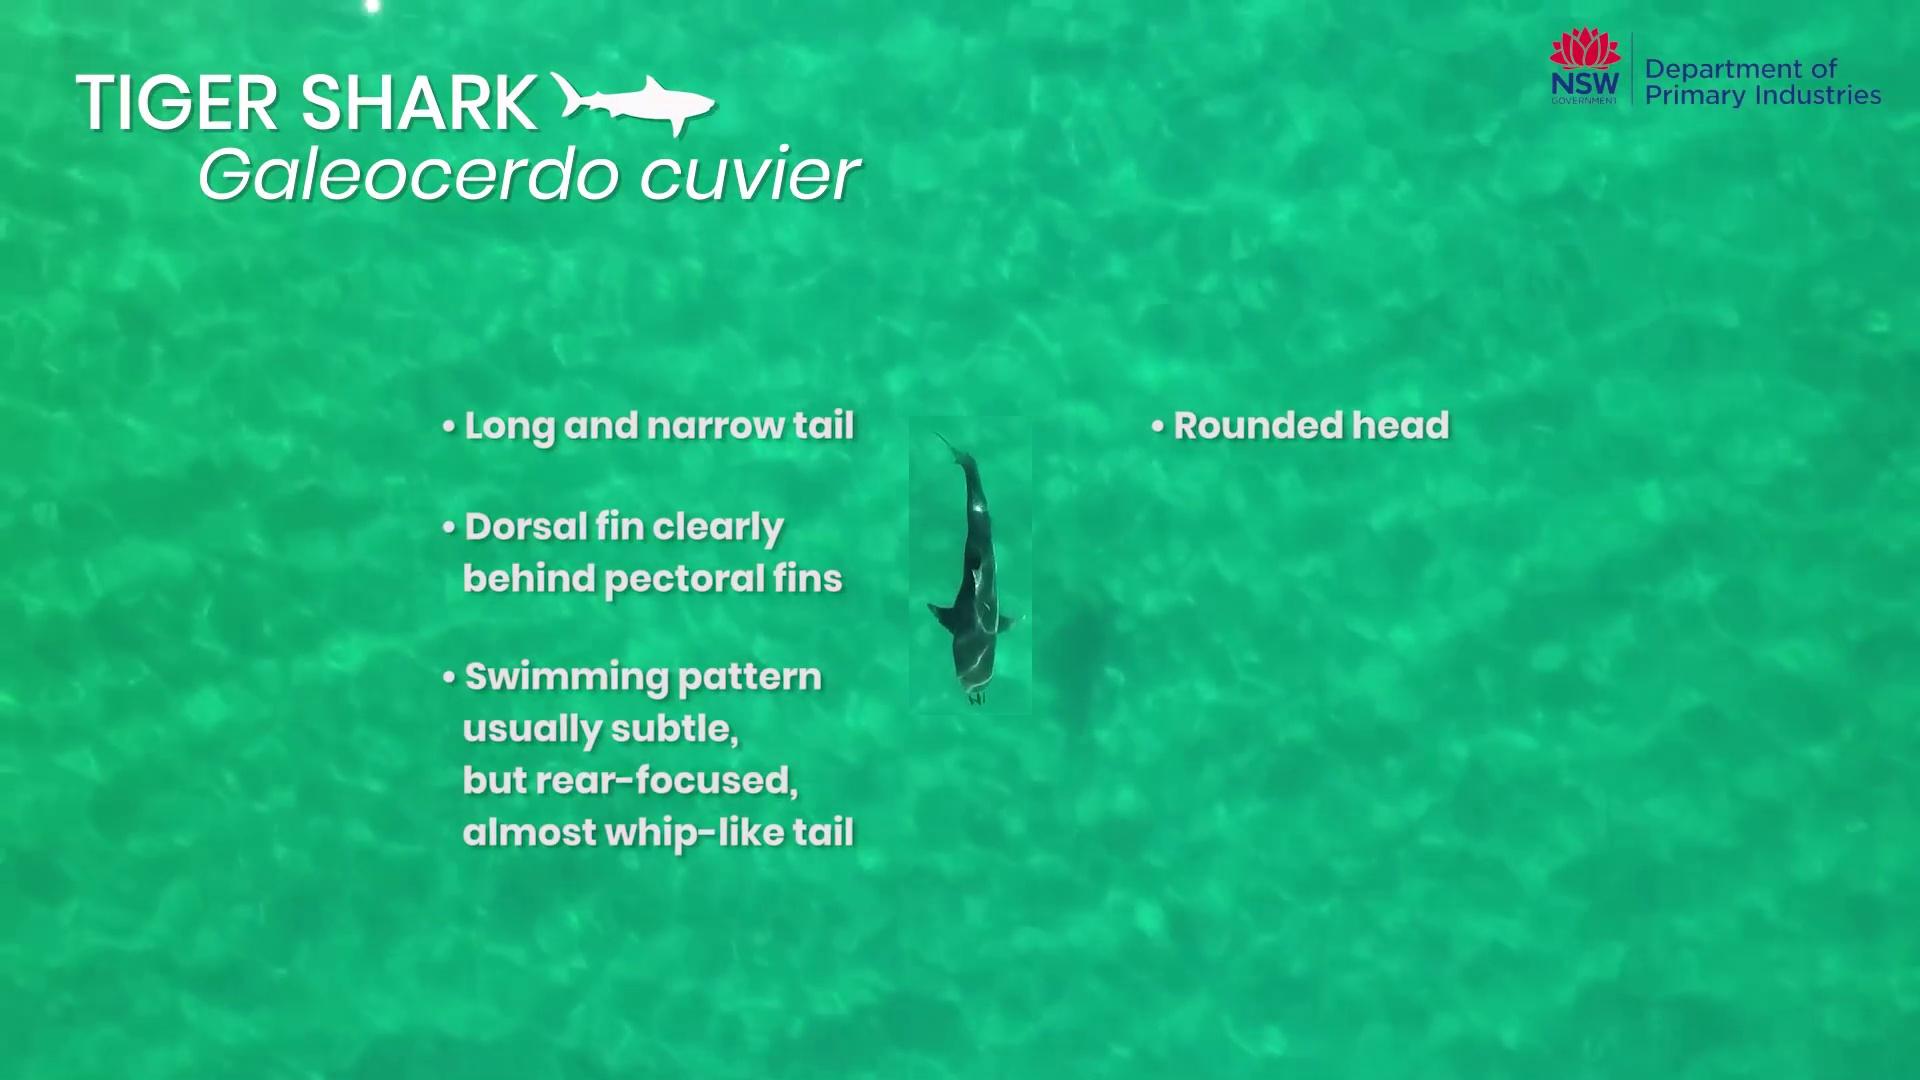 TIGER SHARK
Galeocerdo cuvier
NSW
GOVERNMENT
Department of
Primary Industries
• Long and narrow tail
• Dorsal fin clearly
behind pectoral fins
• Swimming pattern
usually subtle,
but rear-focused,
almost whip-like tail
• Rounded head